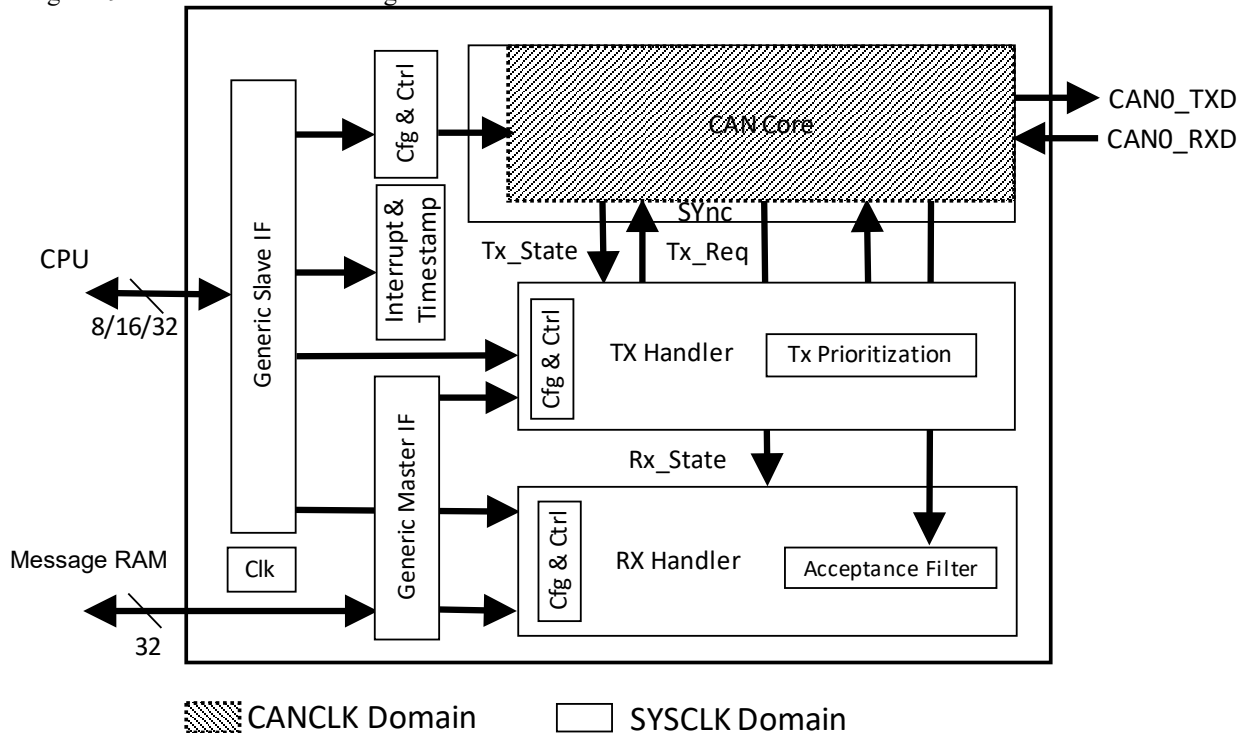 CAN Core
CAN0_TXD
CAN0_RXD
Cfg & Ctrl
SYnc
Interrupt &
Timestamp
Generic Slave IF
CPU
8/16/32
Tx_State
Tx_Req
Cfg & Ctrl
TX Handler
Tx Prioritization
Generic Master IF
Rx_State
Cfg & Ctrl
RX Handler
Acceptance Filter
Message RAM
Clk
32
CANCLK Domain
SYSCLK Domain